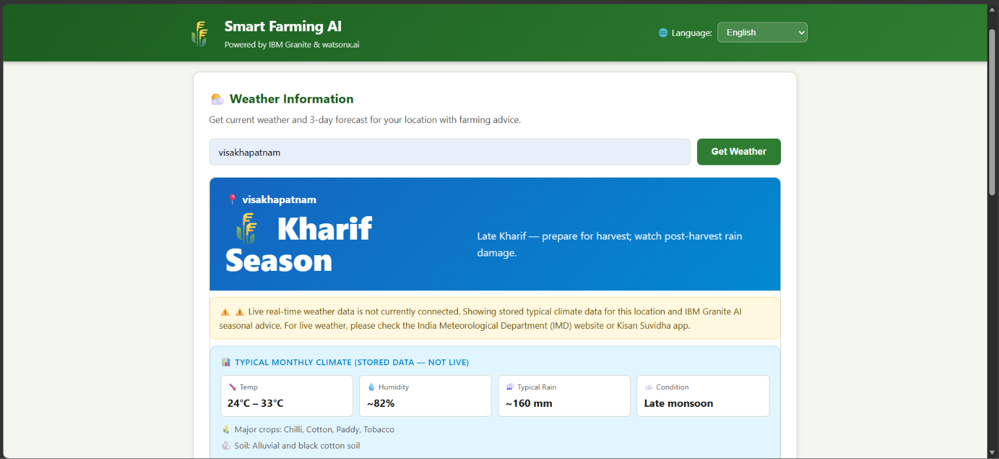 Smart Farming AI
Powered by IBM Granite & watsonx.ai
Language:
English
Weather Information
Get current weather and 3-day forecast for your location with farming advice.
visakhapatnam
Get Weather
visakhapatnam
Kharif
Season
Late Kharif — prepare for harvest; watch post-harvest rain
damage.
Live real-time weather data is not currently connected. Showing stored typical climate data for this location and IBM Granite AI
seasonal advice. For live weather, please check the India Meteorological Department (IMD) website or Kisan Suvidha app.
TYPICAL MONTHLY CLIMATE (STORED DATA — NOT LIVE)
Temp
24°C – 33°C
Humidity
~82%
Typical Rain
~160 mm
Condition
Late monsoon
Major crops: Chilli, Cotton, Paddy, Tobacco
Soil: Alluvial and black cotton soil